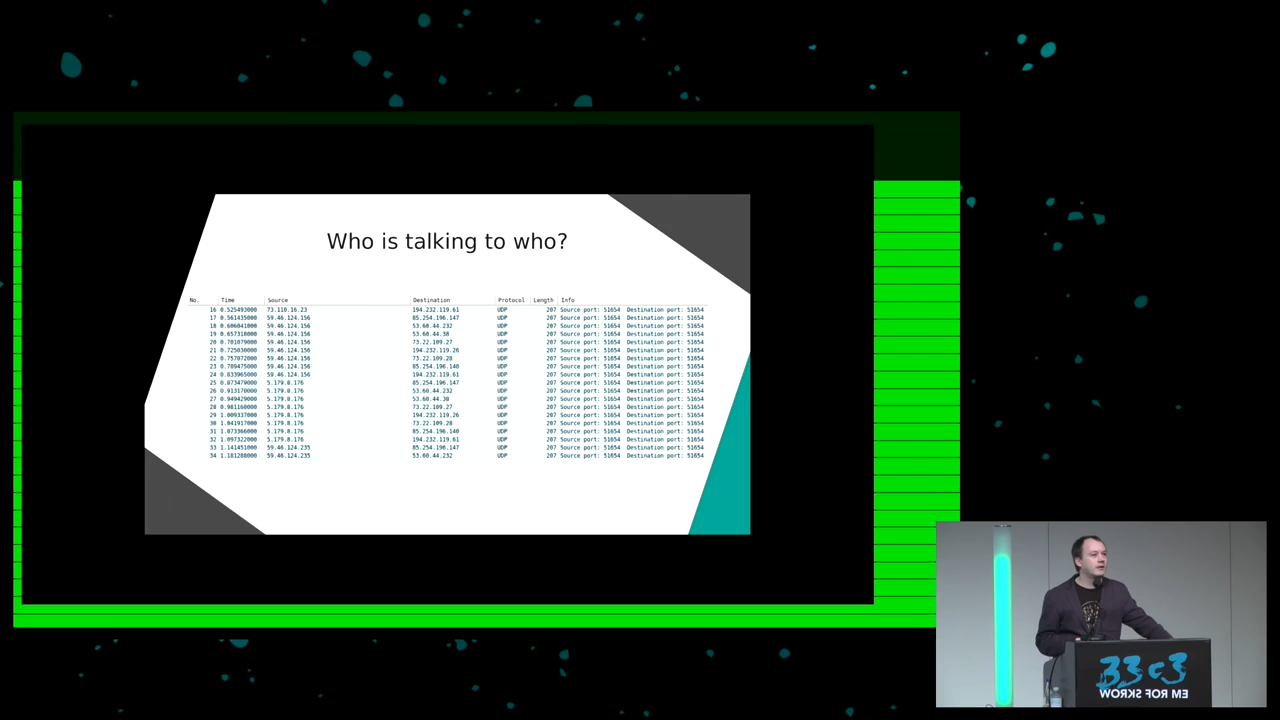 Who is talking to who?
No. Time Source Destination Protocol Length Info
16 0.525493000 73.110.16.23 194.232.119.61 UDP 207 Source port: 51654 Destination port: 51654
17 0.561435000 59.46.124.156 85.254.196.147 UDP 207 Source port: 51654 Destination port: 51654
18 0.606041000 59.46.124.156 53.60.44.232 UDP 207 Source port: 51654 Destination port: 51654
19 0.657318000 59.46.124.156 53.60.44.38 UDP 207 Source port: 51654 Destination port: 51654
20 0.701079000 59.46.124.156 73.22.109.27 UDP 207 Source port: 51654 Destination port: 51654
21 0.725030000 59.46.124.156 194.232.119.26 UDP 207 Source port: 51654 Destination port: 51654
22 0.757072000 59.46.124.156 73.22.109.28 UDP 207 Source port: 51654 Destination port: 51654
23 0.789475000 59.46.124.156 85.254.196.140 UDP 207 Source port: 51654 Destination port: 51654
24 0.833965000 59.46.124.156 194.232.119.61 UDP 207 Source port: 51654 Destination port: 51654
25 0.873479000 5.179.8.176 85.254.196.147 UDP 207 Source port: 51654 Destination port: 51654
26 0.913170000 5.179.8.176 53.60.44.232 UDP 207 Source port: 51654 Destination port: 51654
27 0.949429000 5.179.8.176 53.60.44.38 UDP 207 Source port: 51654 Destination port: 51654
28 0.981160000 5.179.8.176 73.22.109.27 UDP 207 Source port: 51654 Destination port: 51654
29 1.009337000 5.179.8.176 194.232.119.26 UDP 207 Source port: 51654 Destination port: 51654
30 1.041917000 5.179.8.176 73.22.109.28 UDP 207 Source port: 51654 Destination port: 51654
31 1.073366000 5.179.8.176 85.254.196.140 UDP 207 Source port: 51654 Destination port: 51654
32 1.097322000 5.179.8.176 194.232.119.61 UDP 207 Source port: 51654 Destination port: 51654
33 1.141451000 59.46.124.235 85.254.196.147 UDP 207 Source port: 51654 Destination port: 51654
34 1.181288000 59.46.124.235 53.60.44.232 UDP 207 Source port: 51654 Destination port: 51654
33c3
WORKS FOR ME